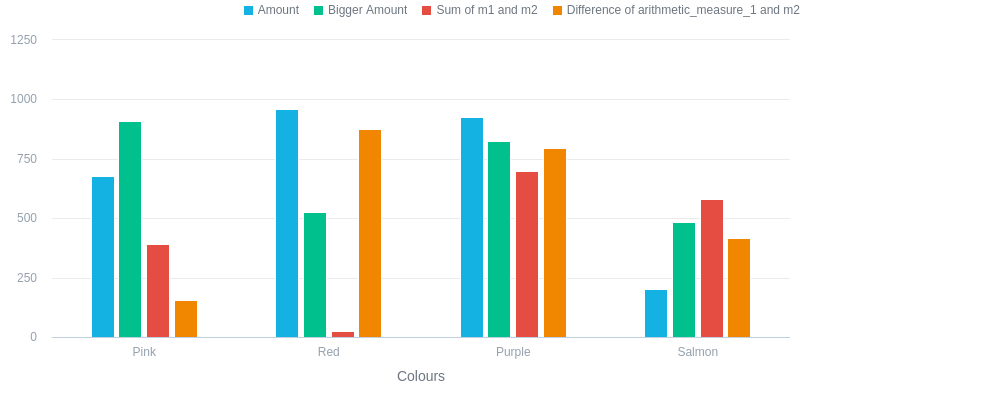 Amount Bigger Amount Sum of m1 and m2 Difference of arithmetic_measure_1 and m2
1250
1000
750
500
250
0
Pink Red Purple Salmon
Colours